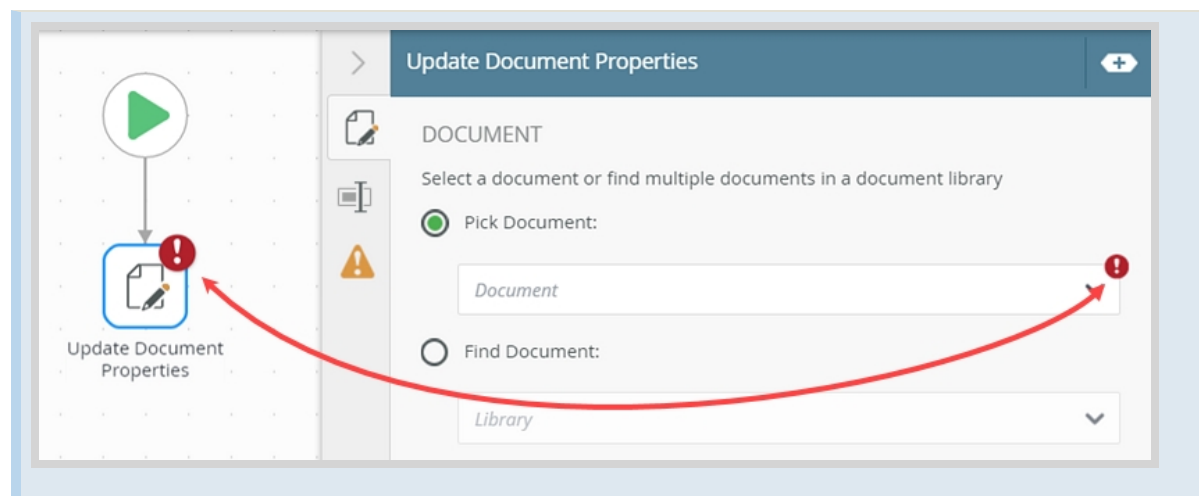 Update Document Properties
DOCUMENT
Select a document or find multiple documents in a document library
Pick Document:
Document
Find Document:
Library
Update Document
Properties